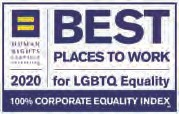 HUMAN
RIGHTS
CAMPAIGN
FOUNDATION
2020
BEST
PLACES TO WORK
for LGBTQ Equality
100% CORPORATE EQUALITY INDEX